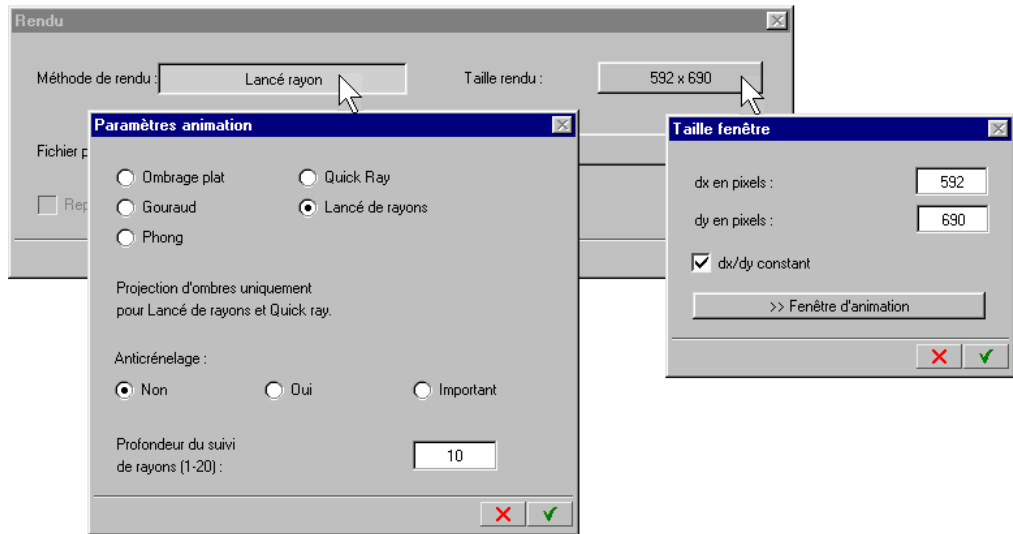 Rendu
Méthode de rendu :
Lancé rayon
Taille rendu :
592 x 690
Fichier
Paramètres animation
Ombrage plat
Quick Ray
Gouraud
Lancé de rayons
Phong
Projection d'ombres uniquement
pour Lancé de rayons et Quick ray.
Anticrénelage :
Non
Oui
Important
Profondeur du suivi
de rayons (1-20) :
10
Taille fenêtre
dx en pixels :
592
dy en pixels :
690
dx/dy constant
>> Fenêtre d'animation